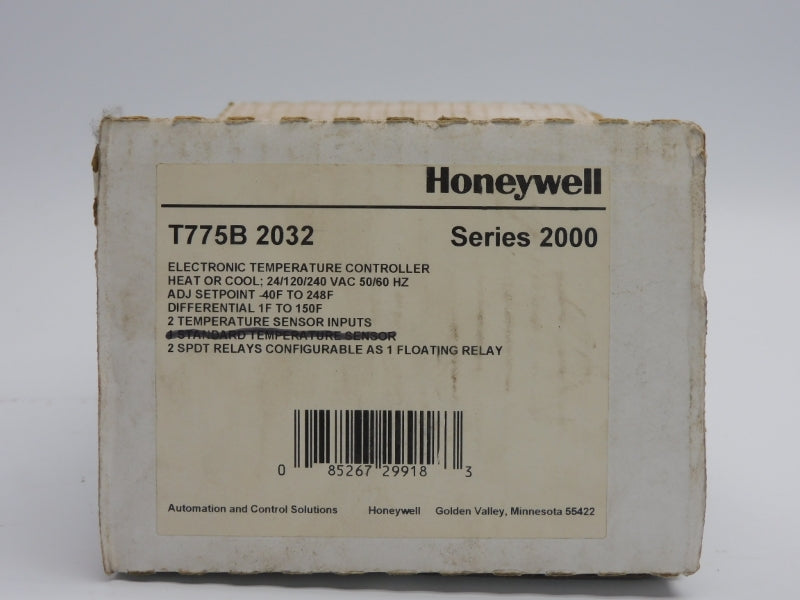 Honeywell
T775B 2032 Series 2000
ELECTRONIC TEMPERATURE CONTROLLER
HEAT OR COOL; 24/120/240 VAC 50/60 HZ
ADJ SETPOINT -40F TO 248F
DIFFERENTIAL 1F TO 150F
2 TEMPERATURE SENSOR INPUTS
1 STANDARD TEMPERATURE SENSOR
2 SPDT RELAYS CONFIGURABLE AS 1 FLOATING RELAY
0 85267 29918 3
Automation and Control Solutions Honeywell Golden Valley, Minnesota 55422